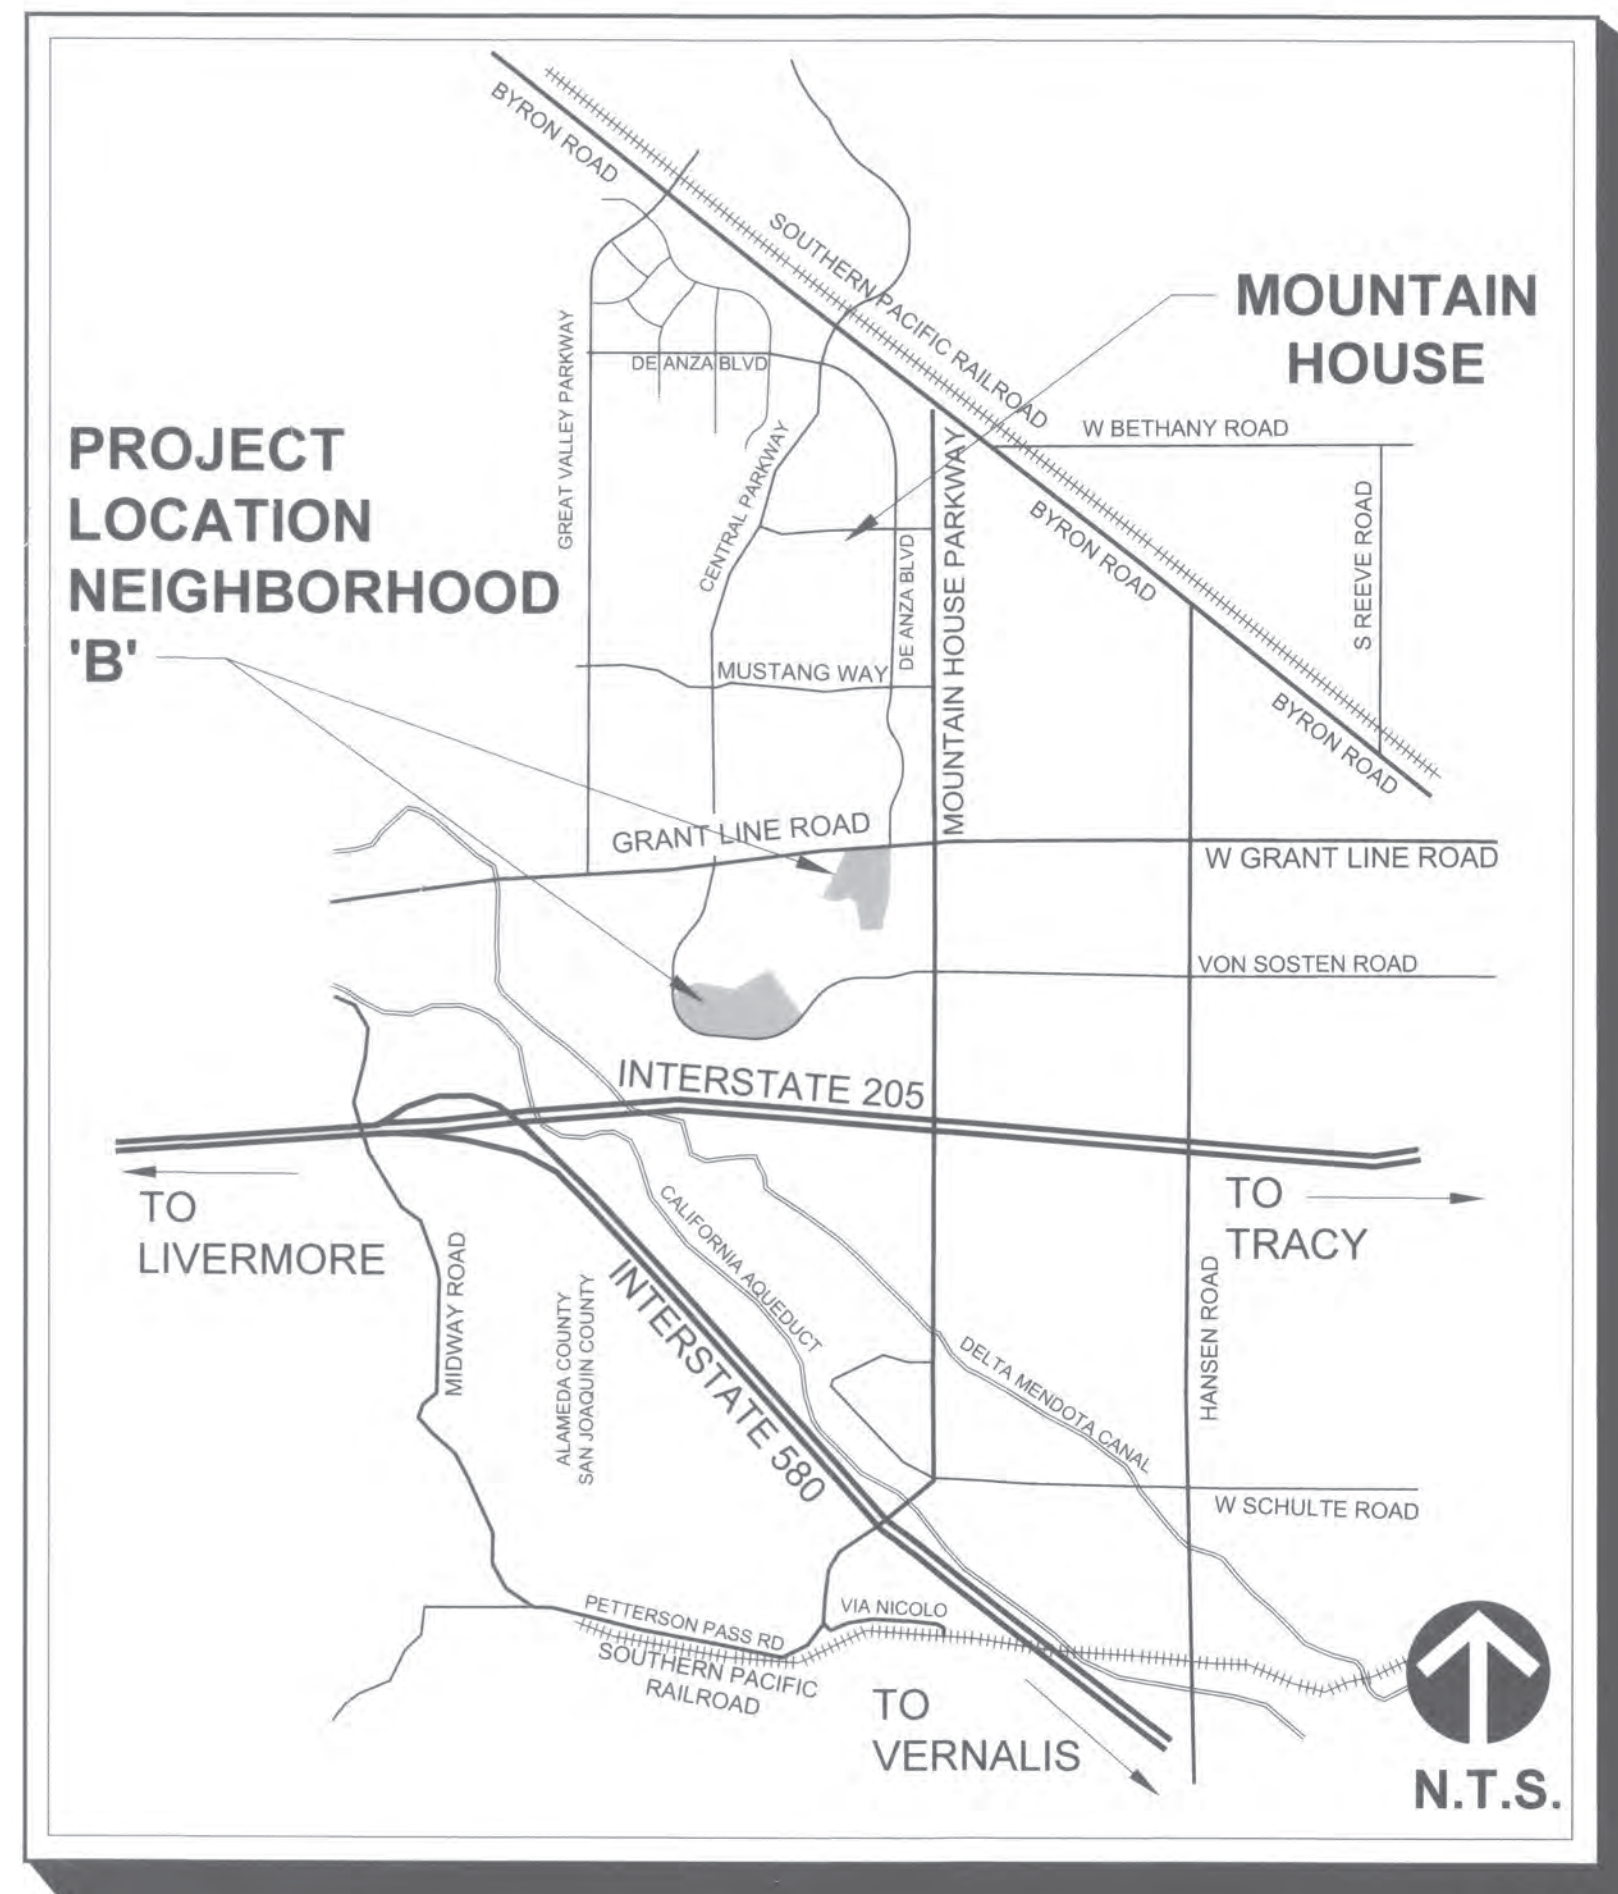 BYRON ROAD
SOUTHERN PACIFIC RAILROAD
MOUNTAIN
HOUSE
GREAT VALLEY PARKWAY
DE ANZA BLVD
W BETHANY ROAD
PROJECT
LOCATION
NEIGHBORHOOD
'B'
CENTRAL PARKWAY
MOUNTAIN HOUSE PARKWAY
BYRON ROAD
S REEVE ROAD
DE ANZA BLVD
MUSTANG WAY
BYRON ROAD
GRANT LINE ROAD
W GRANT LINE ROAD
VON SOSTEN ROAD
INTERSTATE 205
TO
LIVERMORE
TO
TRACY
MIDWAY ROAD
ALAMEDA COUNTY
SAN JOAQUIN COUNTY
CALIFORNIA AQUEDUCT
INTERSTATE 580
HANSEN ROAD
DELTA MENDOTA CANAL
W SCHULTE ROAD
PETTERSON PASS RD
VIA NICOLO
SOUTHERN PACIFIC
RAILROAD
TO
VERNALIS
N.T.S.